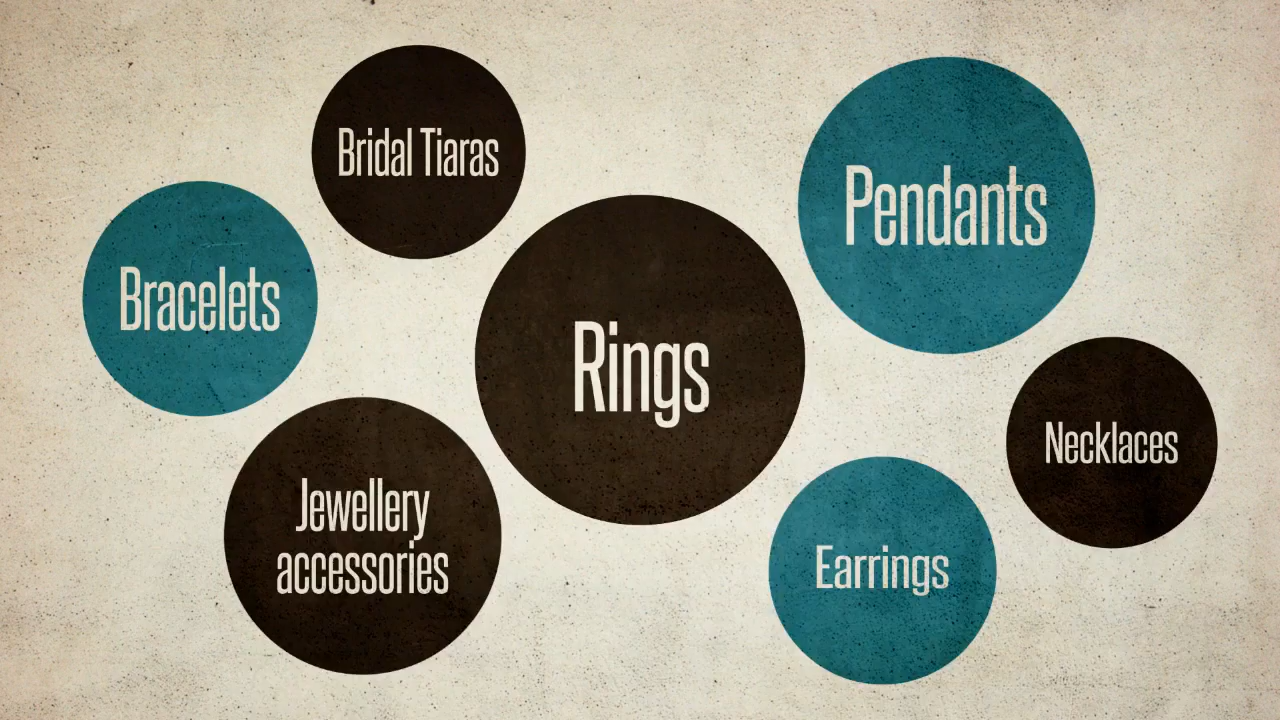 Bridal Tiaras
Pendants
Bracelets
Rings
Necklaces
Jewellery
accessories
Earrings